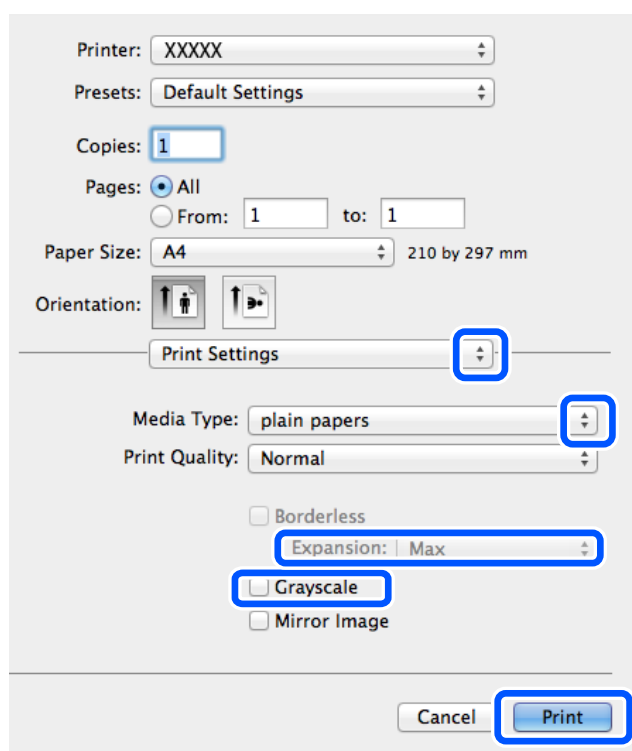 Printer: XXXXX
Presets: Default Settings
Copies: 1
Pages: All
From: 1 to: 1
Paper Size: A4 210 by 297 mm
Orientation:
Print Settings
Media Type: plain papers
Print Quality: Normal
Borderless
Expansion: Max
Grayscale
Mirror Image
Cancel Print